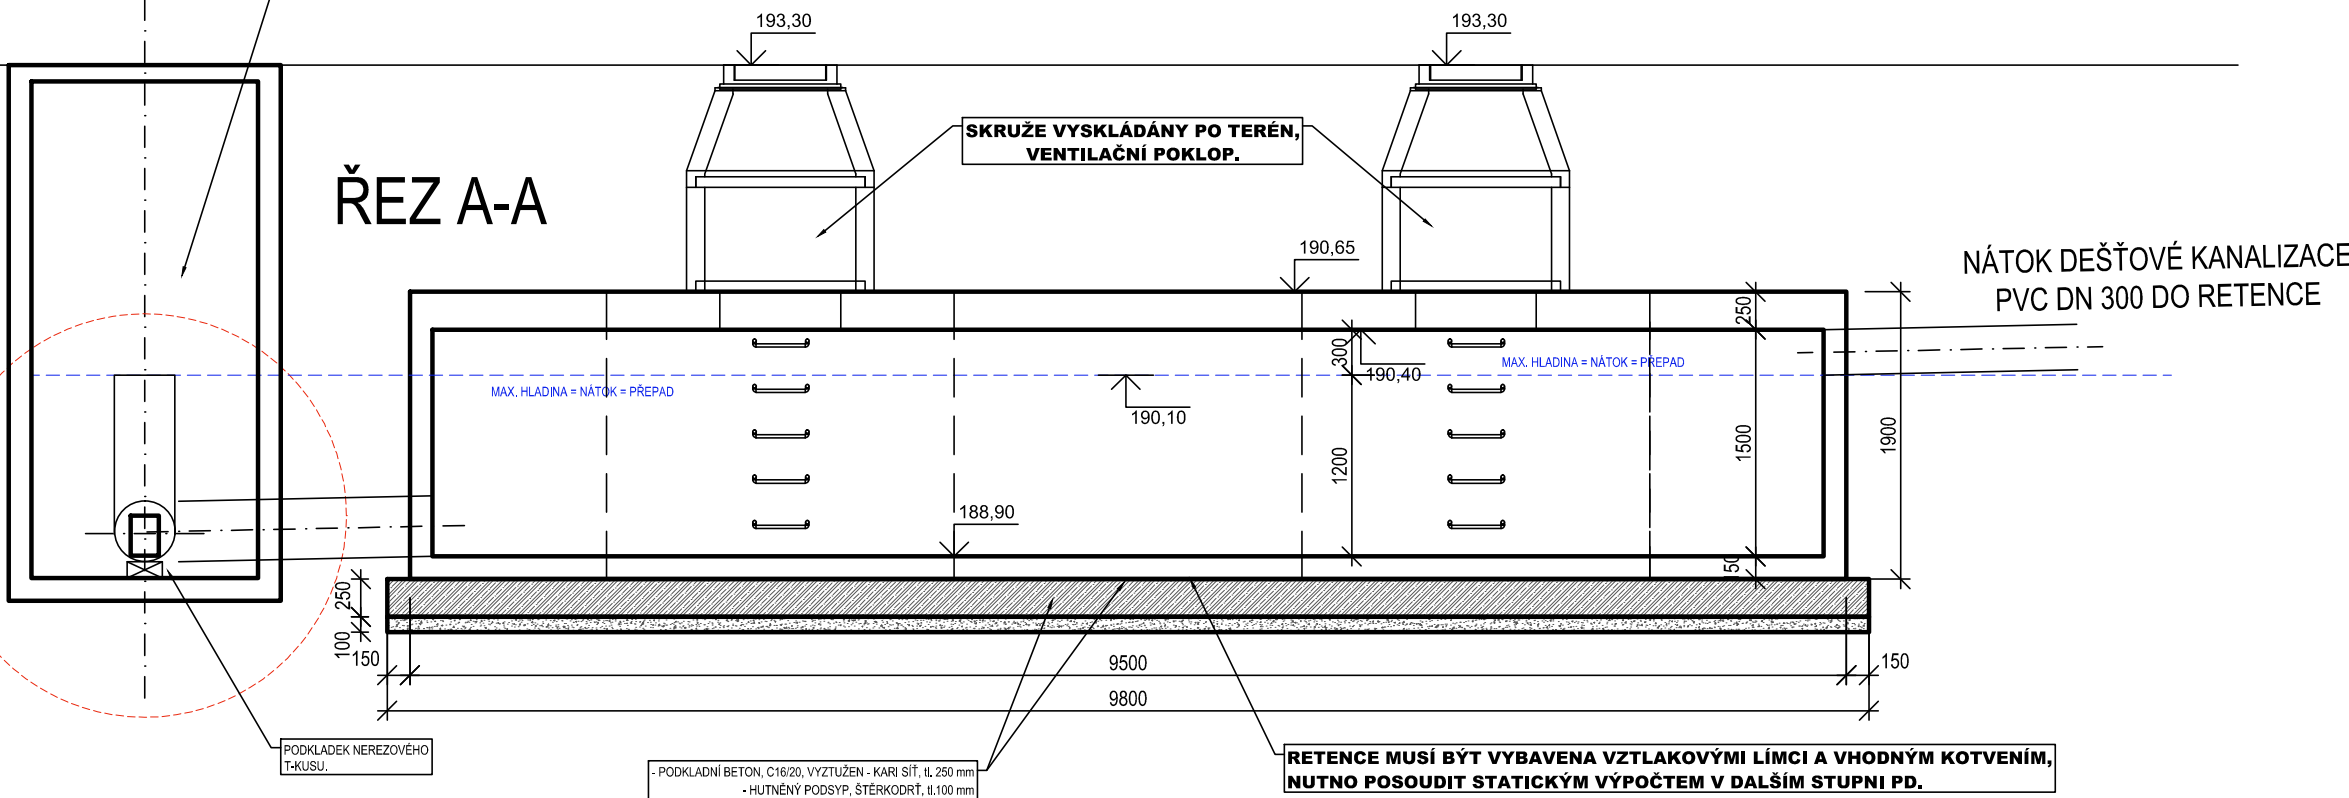 193,30
193,30
SKRUŽE VYSKLÁDÁNY PO TERÉN,
VENTILAČNÍ POKLOP.
ŘEZ A-A
190,65
NÁTOK DEŠŤOVÉ KANALIZACE
PVC DN 300 DO RETENCE
250
300
MAX. HLADINA = NÁTOK = PŘEPAD
190,40
MAX. HLADINA = NÁTOK = PŘEPAD
190,10
1200
1500
1900
188,90
150
250
100
150
9500
150
9800
PODKLADEK NEREZOVÉHO
T-KUSU.
- PODKLADNÍ BETON, C16/20, VYZTUŽEN - KARI SÍŤ, tl. 250 mm
- HUTNĚNÝ PODSYP, ŠTĚRKODRŤ, tl.100 mm
RETENCE MUSÍ BÝT VYBAVENA VZTLAKOVÝMI LÍMCI A VHODNÝM KOTVENÍM,
NUTNO POSOUDIT STATICKÝM VÝPOČTEM V DALŠÍM STUPNI PD.